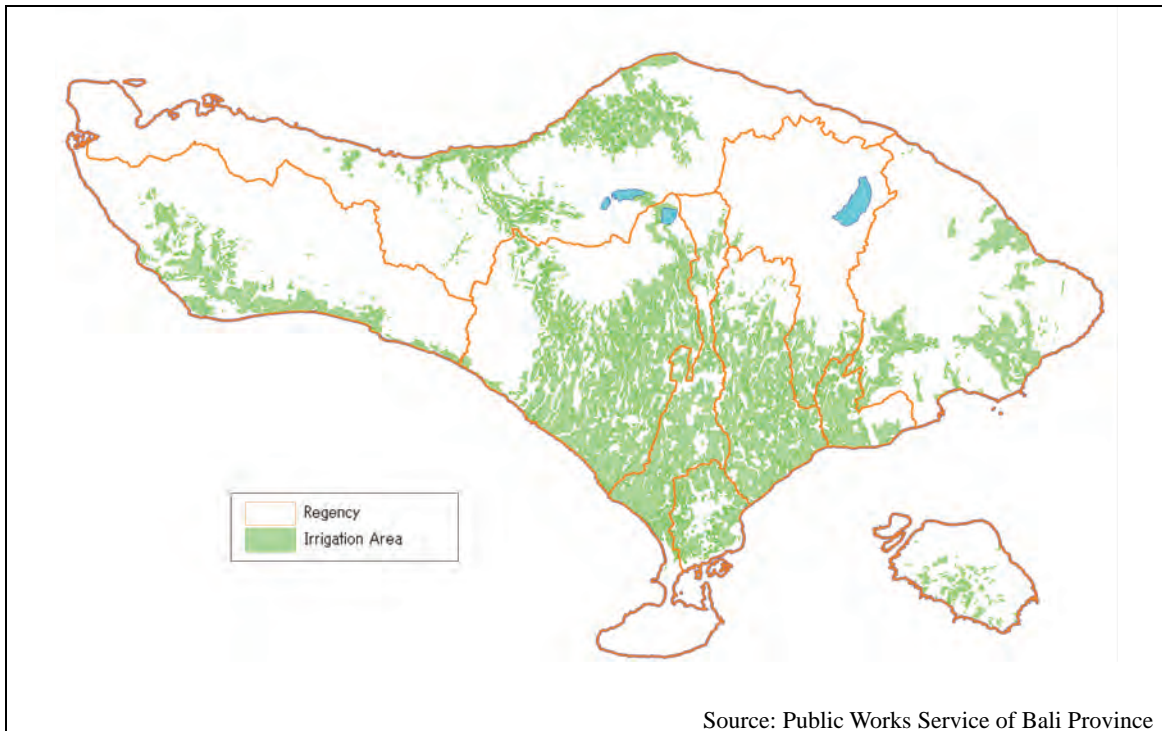 Regency
Irrigation Area
Source: Public Works Service of Bali Province